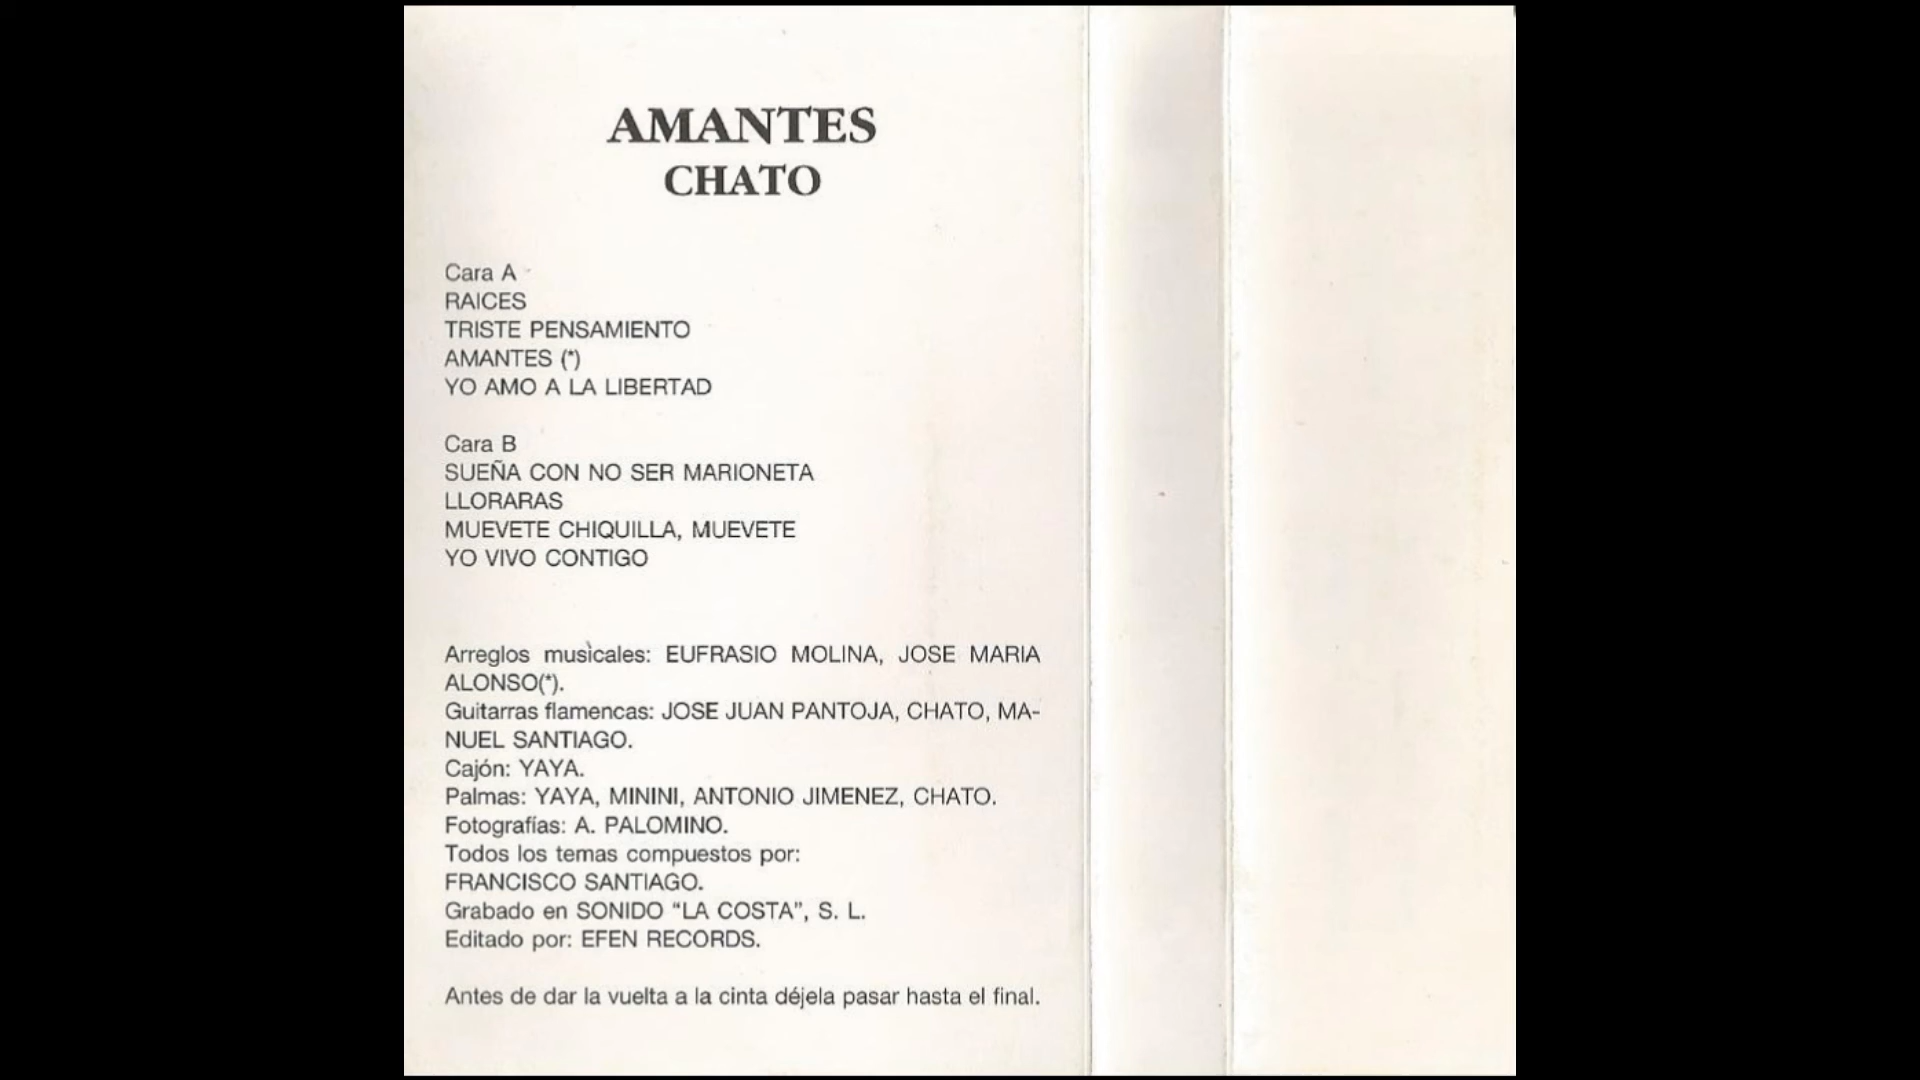 AMANTES
CHATO
Cara A
RAICES
TRISTE PENSAMIENTO
AMANTES (*)
YO AMO A LA LIBERTAD
Cara B
SUEÑA CON NO SER MARIONETA
LLORARAS
MUEVETE CHIQUILLA, MUEVETE
YO VIVO CONTIGO
Arreglos musicales: EUFRASIO MOLINA, JOSE MARIA
ALONSO(*).
Guitarras flamencas: JOSE JUAN PANTOJA, CHATO, MA-
NUEL SANTIAGO.
Cajón: YAYA.
Palmas: YAYA, MININI, ANTONIO JIMENEZ, CHATO.
Fotografías: A. PALOMINO.
Todos los temas compuestos por:
FRANCISCO SANTIAGO.
Grabado en SONIDO “LA COSTA”, S. L.
Editado por: EFEN RECORDS.
Antes de dar la vuelta a la cinta déjela pasar hasta el final.